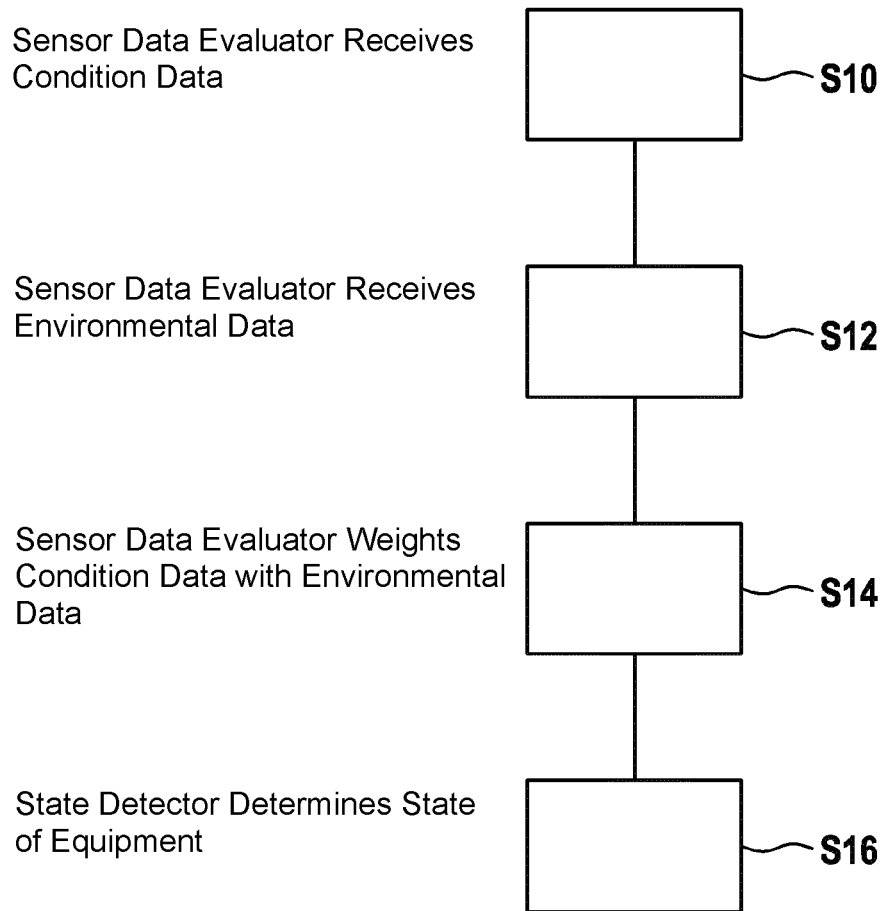 Sensor Data Evaluator Receives
Condition Data
S10
Sensor Data Evaluator Receives
Environmental Data
S12
Sensor Data Evaluator Weights
Condition Data with Environmental
Data
S14
State Detector Determines State
of Equipment
S16